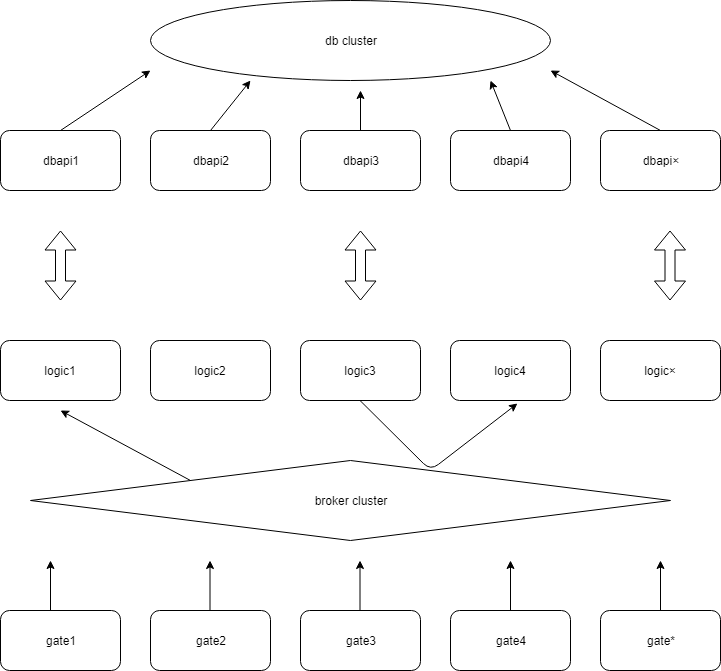 db cluster
dbapi1
dbapi2
dbapi3
dbapi4
dbapi×
logic1
logic2
logic3
logic4
logic×
broker cluster
gate1
gate2
gate3
gate4
gate*